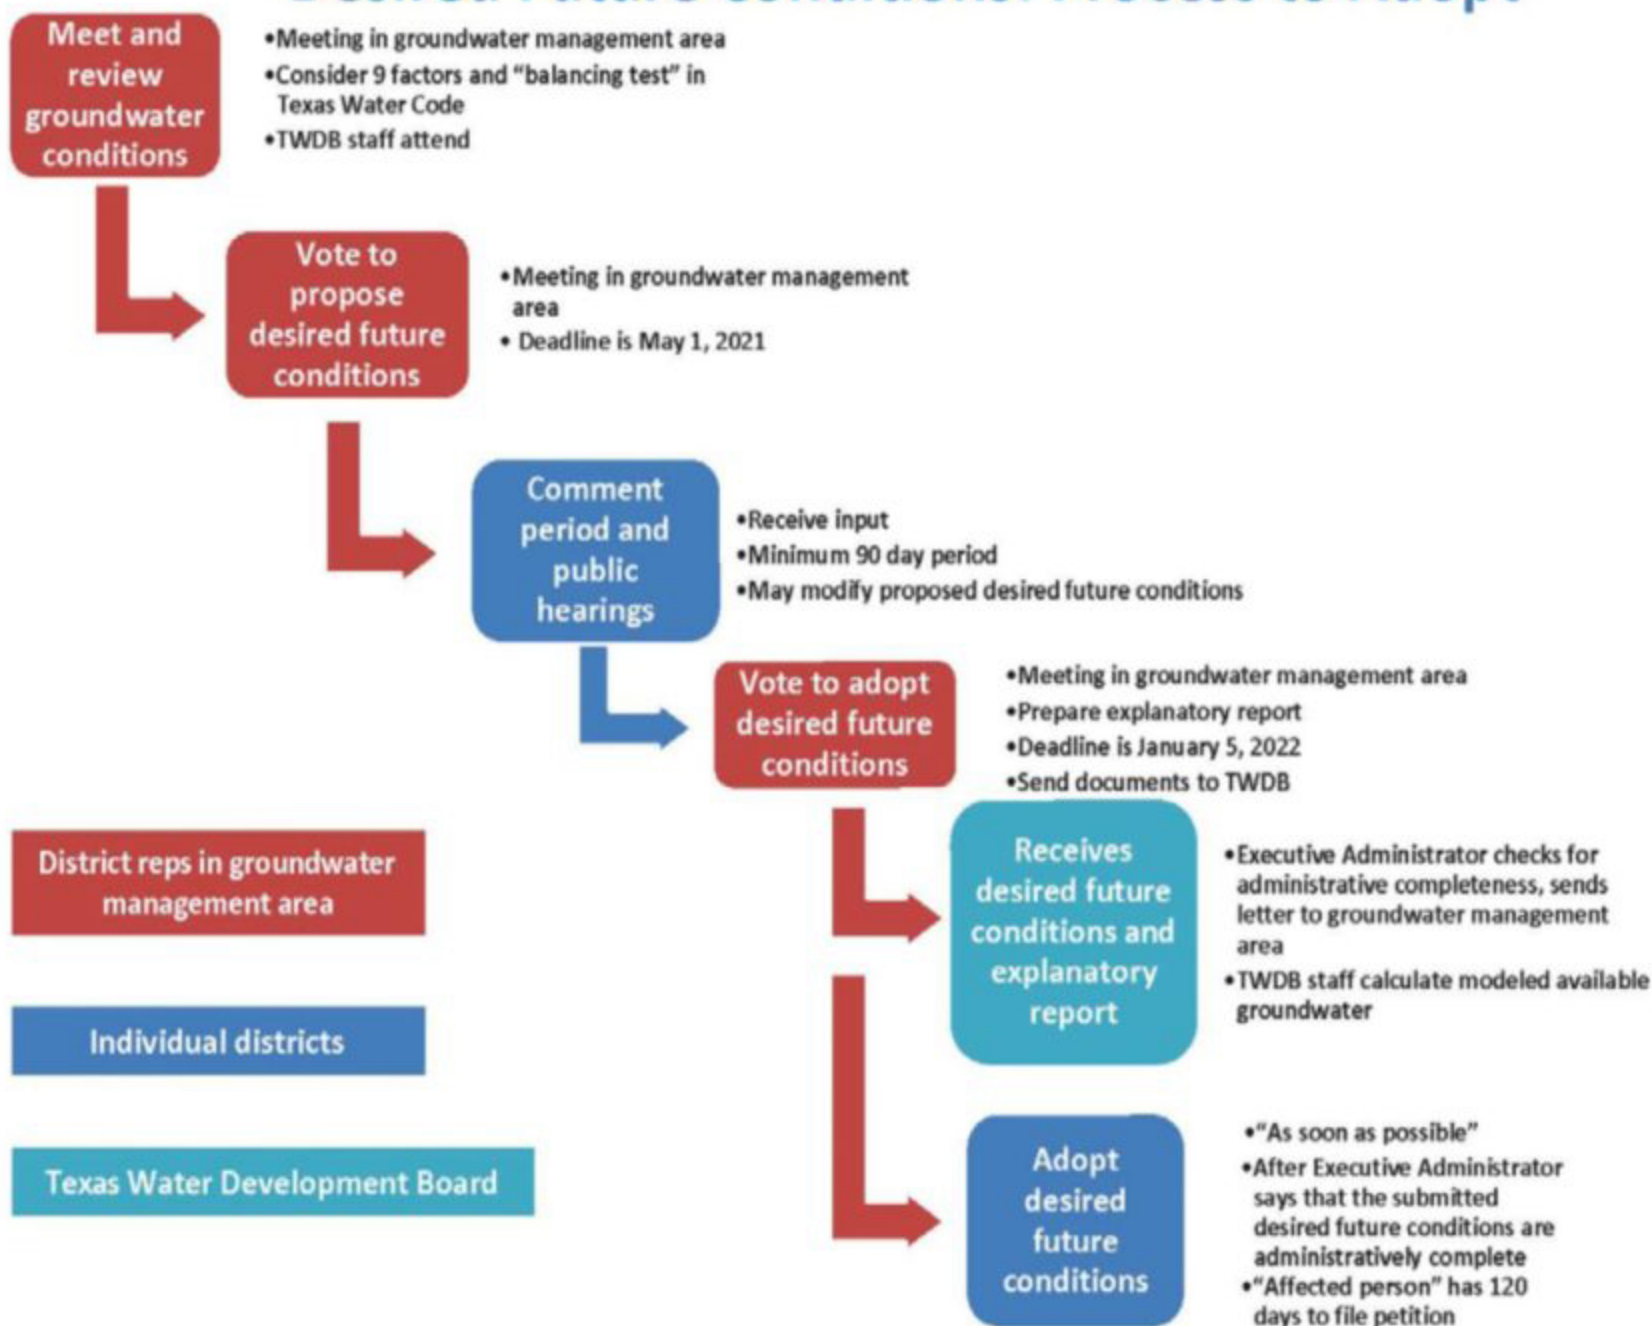 Desired Future Conditions: Process to Adopt
Meet and
review
groundwater
conditions
•Meeting in groundwater management area
•Consider 9 factors and “balancing test” in
Texas Water Code
•TWDB staff attend
Vote to
propose
desired future
conditions
•Meeting in groundwater management
area
• Deadline is May 1, 2021
Comment
period and
public
hearings
•Receive input
•Minimum 90 day period
•May modify proposed desired future conditions
Vote to adopt
desired future
conditions
•Meeting in groundwater management area
•Prepare explanatory report
•Deadline is January 5, 2022
•Send documents to TWDB
Receives
desired future
conditions and
explanatory
report
•Executive Administrator checks for
administrative completeness, sends
letter to groundwater management
area
•TWDB staff calculate modeled available
groundwater
Adopt
desired
future
conditions
•“As soon as possible”
•After Executive Administrator
says that the submitted
desired future conditions are
administratively complete
•“Affected person” has 120
days to file petition
District reps in groundwater
management area
Individual districts
Texas Water Development Board